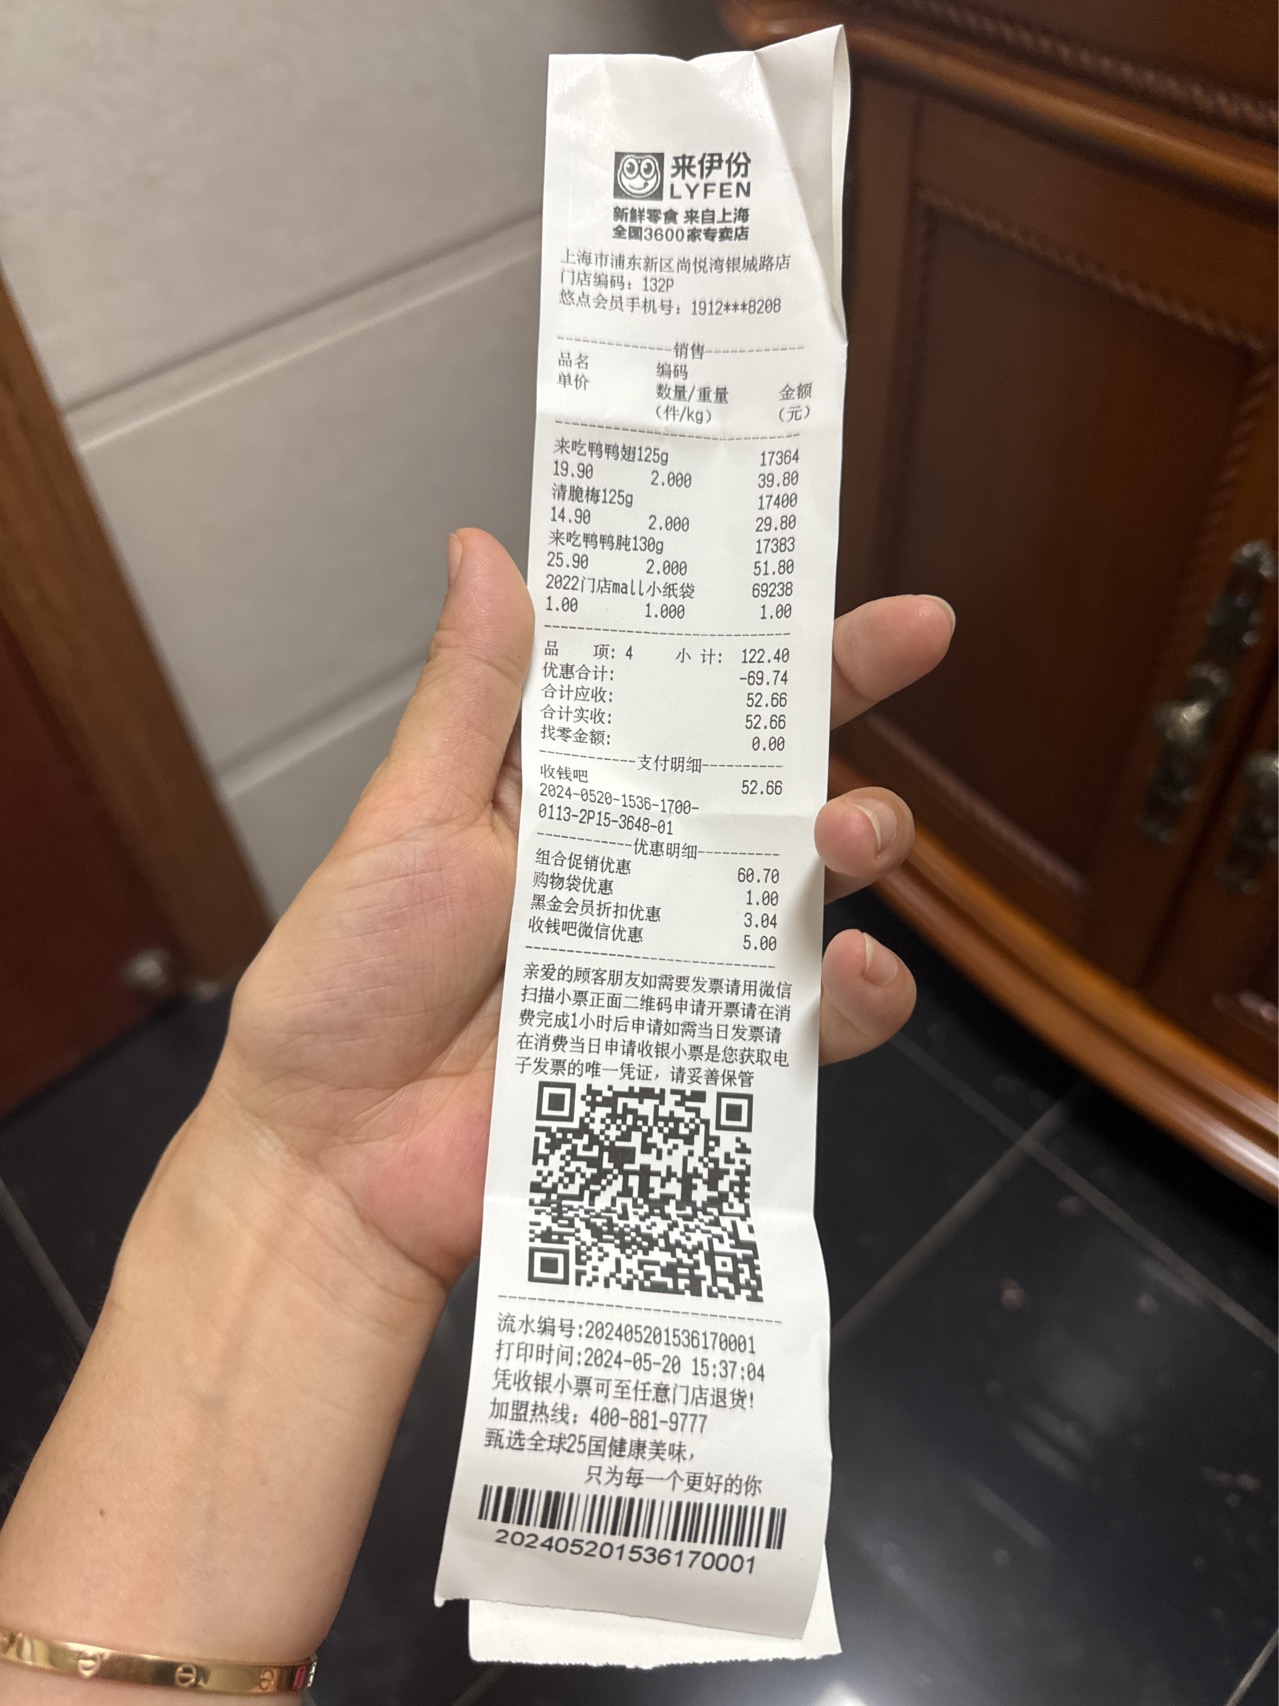 来伊份
LYFEN
新鲜零食 来自上海
全国3600家专卖店
上海市浦东新区尚悦湾银城路店
门店编码：132P
悠点会员手机号：1912***8208
--------------销售------------
品名 编码
单价 数量/重量 金额
(件/kg) (元)
------------------------------
来吃鸭鸭翅125g 17364
19.90 2.000 39.80
清脆梅125g 17400
14.90 2.000 29.80
来吃鸭鸭肫130g 17383
25.90 2.000 51.80
2022门店mall小纸袋 69238
1.00 1.000 1.00
------------------------------
品 项: 4 小 计: 122.40
优惠合计: -69.74
合计应收: 52.66
合计实收: 52.66
找零金额: 0.00
------------支付明细----------
收钱吧 52.66
2024-0520-1536-1700-
0113-2P15-3648-01
------------优惠明细----------
组合促销优惠 60.70
购物袋优惠 1.00
黑金会员折扣优惠 3.04
收钱吧微信优惠 5.00
------------------------------
亲爱的顾客朋友如需要发票请用微信
扫描小票正面二维码申请开票请在消
费完成1小时后申请如需当日发票请
在消费当日申请收银小票是您获取电
子发票的唯一凭证，请妥善保管
------------------------------
流水编号:202405201536170001
打印时间:2024-05-20 15:37:04
凭收银小票可至任意门店退货!
加盟热线：400-881-9777
甄选全球25国健康美味，
只为每一个更好的你
202405201536170001